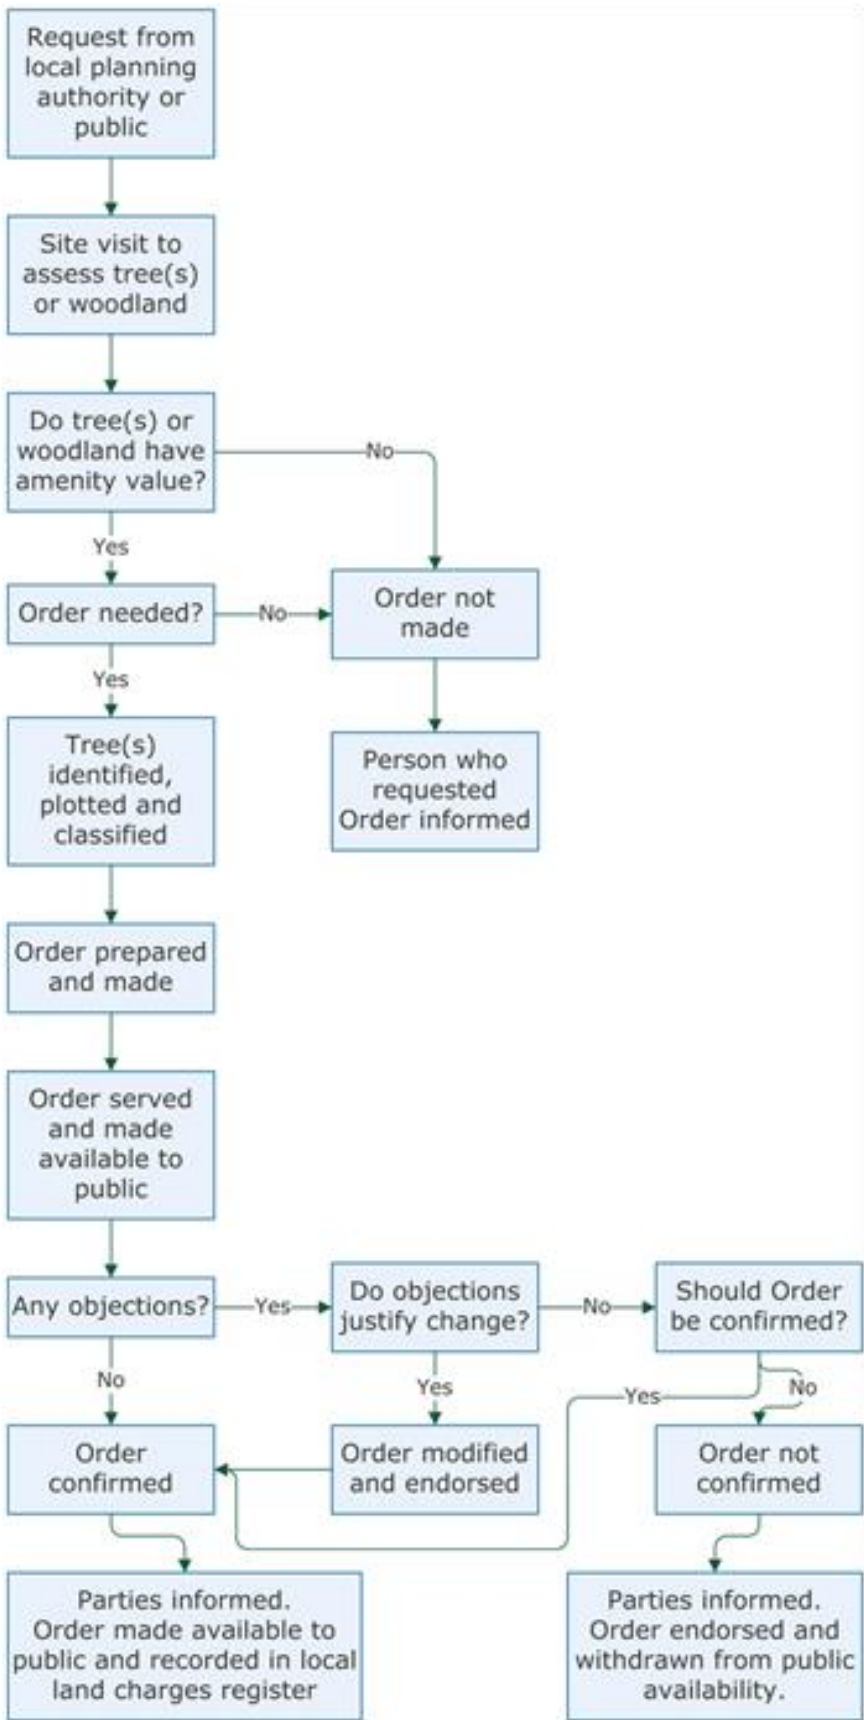 Request from
local planning
authority or
public
Site visit to
assess tree(s)
or woodland
Do tree(s) or
woodland have
amenity value?
No
Yes
Order needed?
No
Order not
made
Yes
Person who
requested
Order informed
Tree(s)
identified,
plotted and
classified
Order prepared
and made
Order served
and made
available to
public
Any objections?
Yes
Do objections
justify change?
No
Should Order
be confirmed?
No
Yes
Yes
No
Order
confirmed
Order modified
and endorsed
Order not
confirmed
Parties informed.
Order made available to
public and recorded in local
land charges register
Parties informed.
Order endorsed and
withdrawn from public
availability.